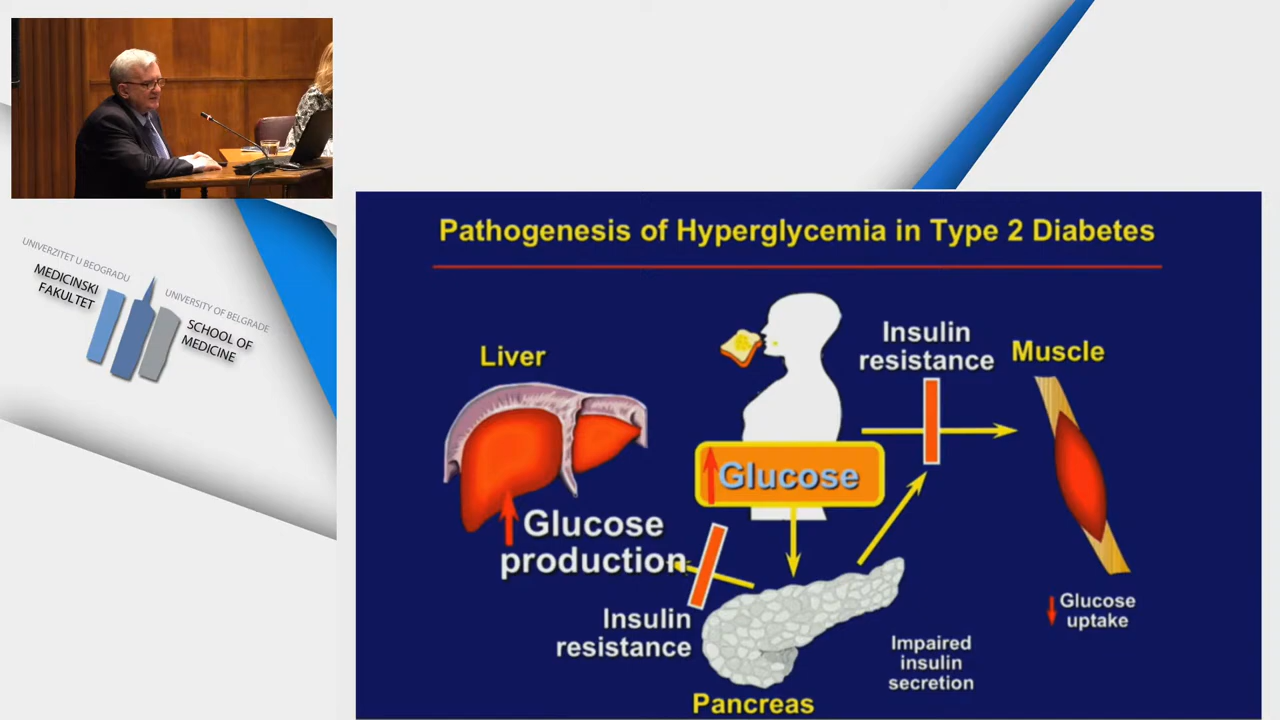 UNIVERZITET U BEOGRADU
MEDICINSKI
FAKULTET
UNIVERSITY OF BELGRADE
SCHOOL OF
MEDICINE
Pathogenesis of Hyperglycemia in Type 2 Diabetes
Liver
Insulin
resistance
Muscle
Glucose
Glucose
production
Insulin
resistance
Glucose
uptake
Impaired
insulin
secretion
Pancreas